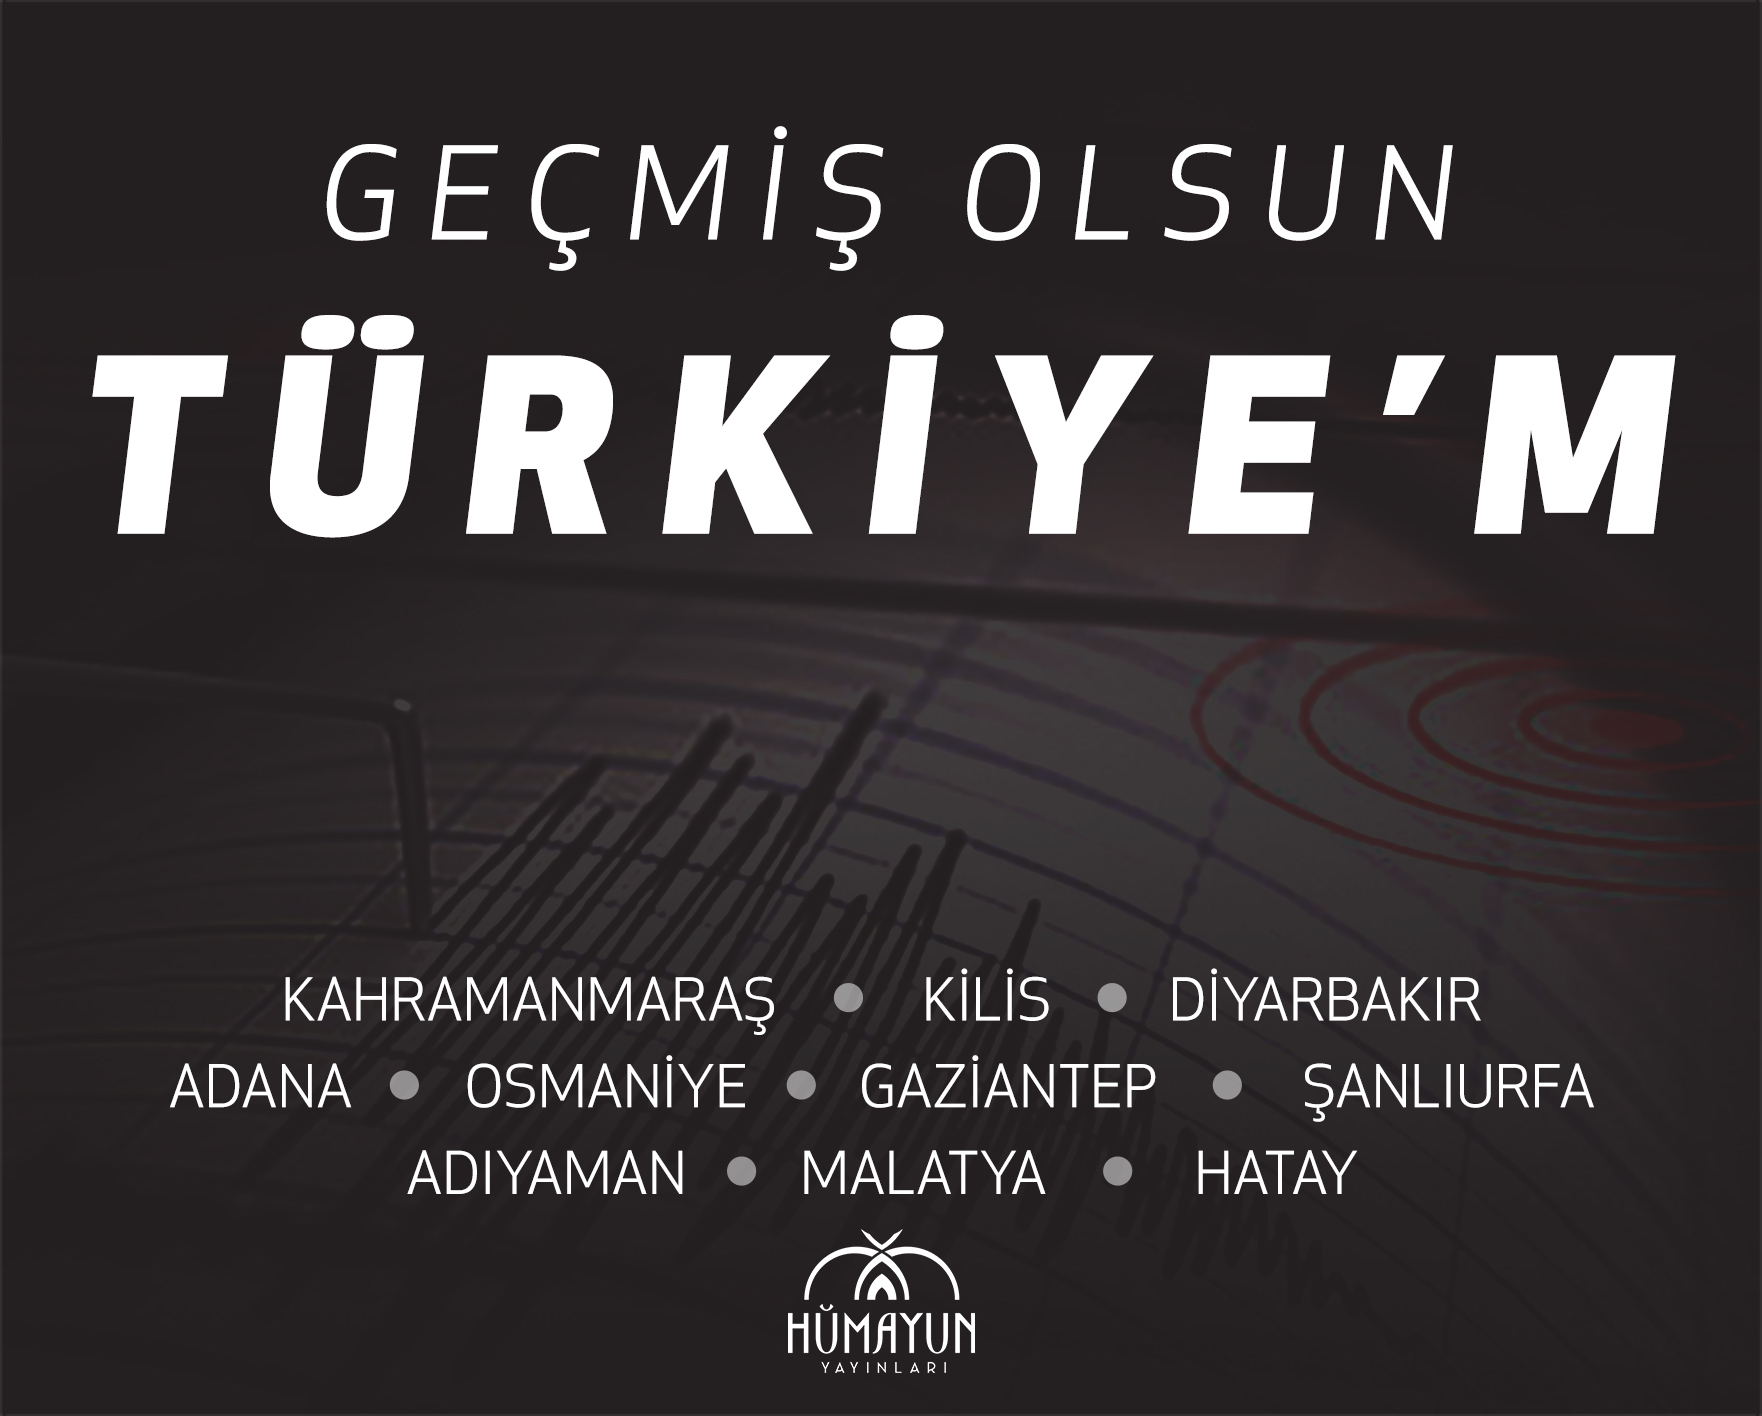 GEÇMİŞ OLSUN
TÜRKİYE’M
KAHRAMANMARAŞ • KİLİS • DİYARBAKIR
ADANA • OSMANİYE • GAZİANTEP • ŞANLIURFA
ADIYAMAN • MALATYA • HATAY
HÜMAYUN
YAYINLARI